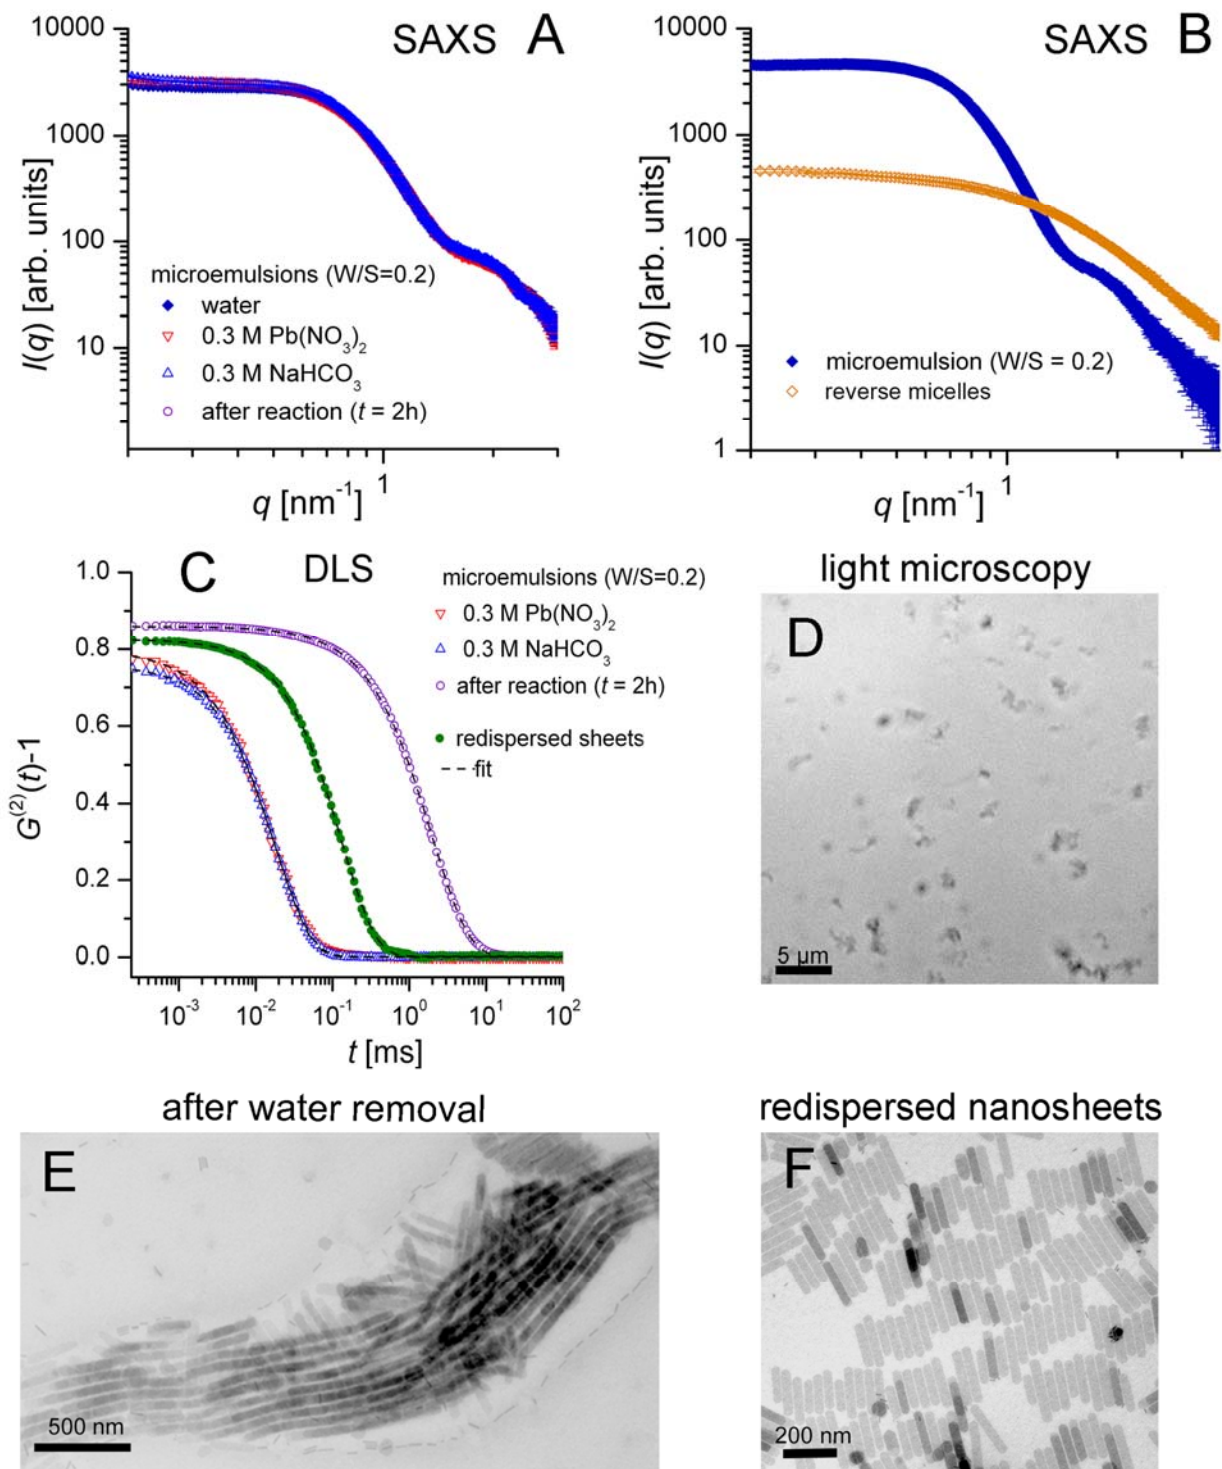 SAXS A
10000
1000
100
10
I(q) [arb. units]
microemulsions (W/S=0.2)
water
0.3 M Pb(NO₃)₂
0.3 M NaHCO₃
after reaction (t = 2h)
1
q [nm⁻¹]
SAXS B
10000
1000
100
10
1
I(q) [arb. units]
microemulsion (W/S = 0.2)
reverse micelles
1
q [nm⁻¹]
C DLS
1.0
0.8
0.6
0.4
0.2
0.0
G⁽²⁾(t)-1
microemulsions (W/S=0.2)
0.3 M Pb(NO₃)₂
0.3 M NaHCO₃
after reaction (t = 2h)
redispersed sheets
fit
10⁻³ 10⁻² 10⁻¹ 10⁰ 10¹ 10²
t [ms]
light microscopy
D
5 µm
after water removal
E
500 nm
redispersed nanosheets
F
200 nm